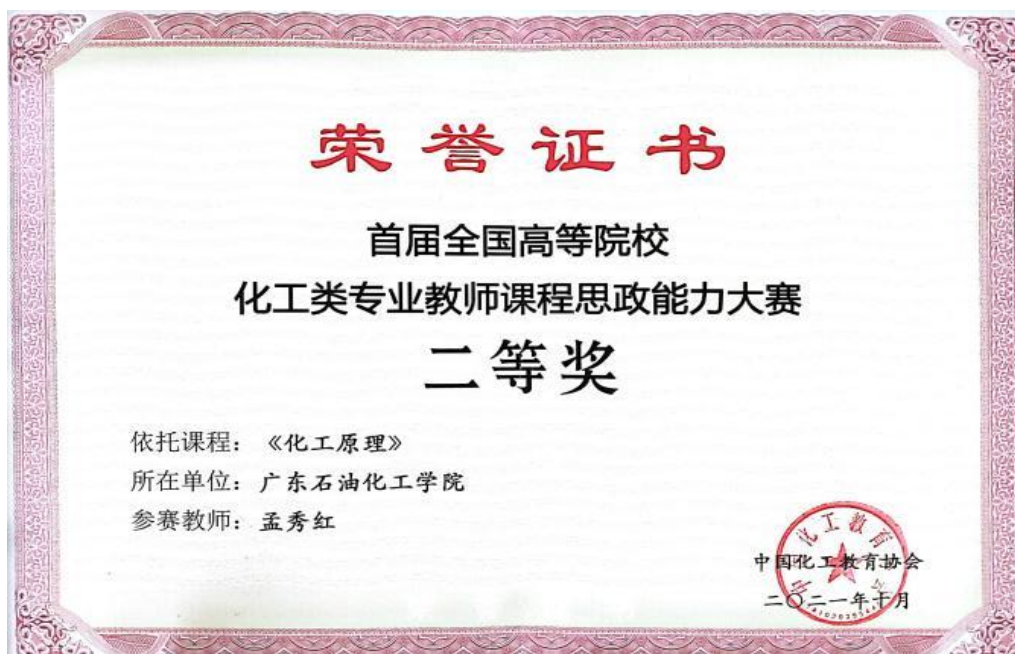 荣誉证书
首届全国高等院校
化工类专业教师课程思政能力大赛
二等奖
依托课程：《化工原理》
所在单位：广东石油化工学院
参赛教师：孟秀红
中国化工教育协会
二〇二一年十月